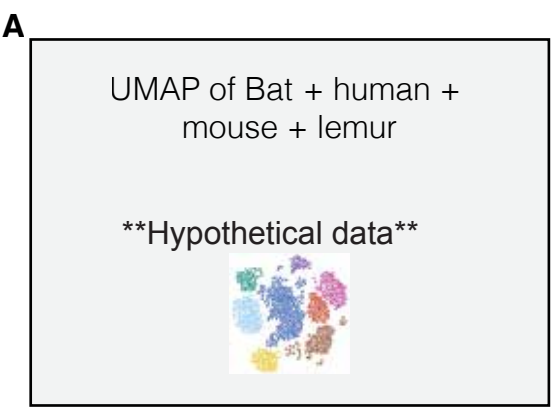 A
UMAP of Bat + human +
mouse + lemur
**Hypothetical data**